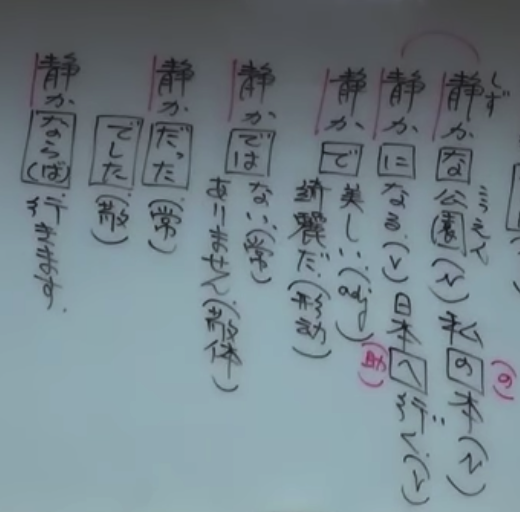 静か な 公園 (N) 私 の 本 (N)
しず
こうえん
(の)
静か に なる (V) 日本 へ 行く (V)
(助)
静か で 美しい (adj)
綺麗だ (形動)
静か では ない (常)
ありません (敬体)
静か だった (常)
でした (敬)
静か なら(ば) 行きます.